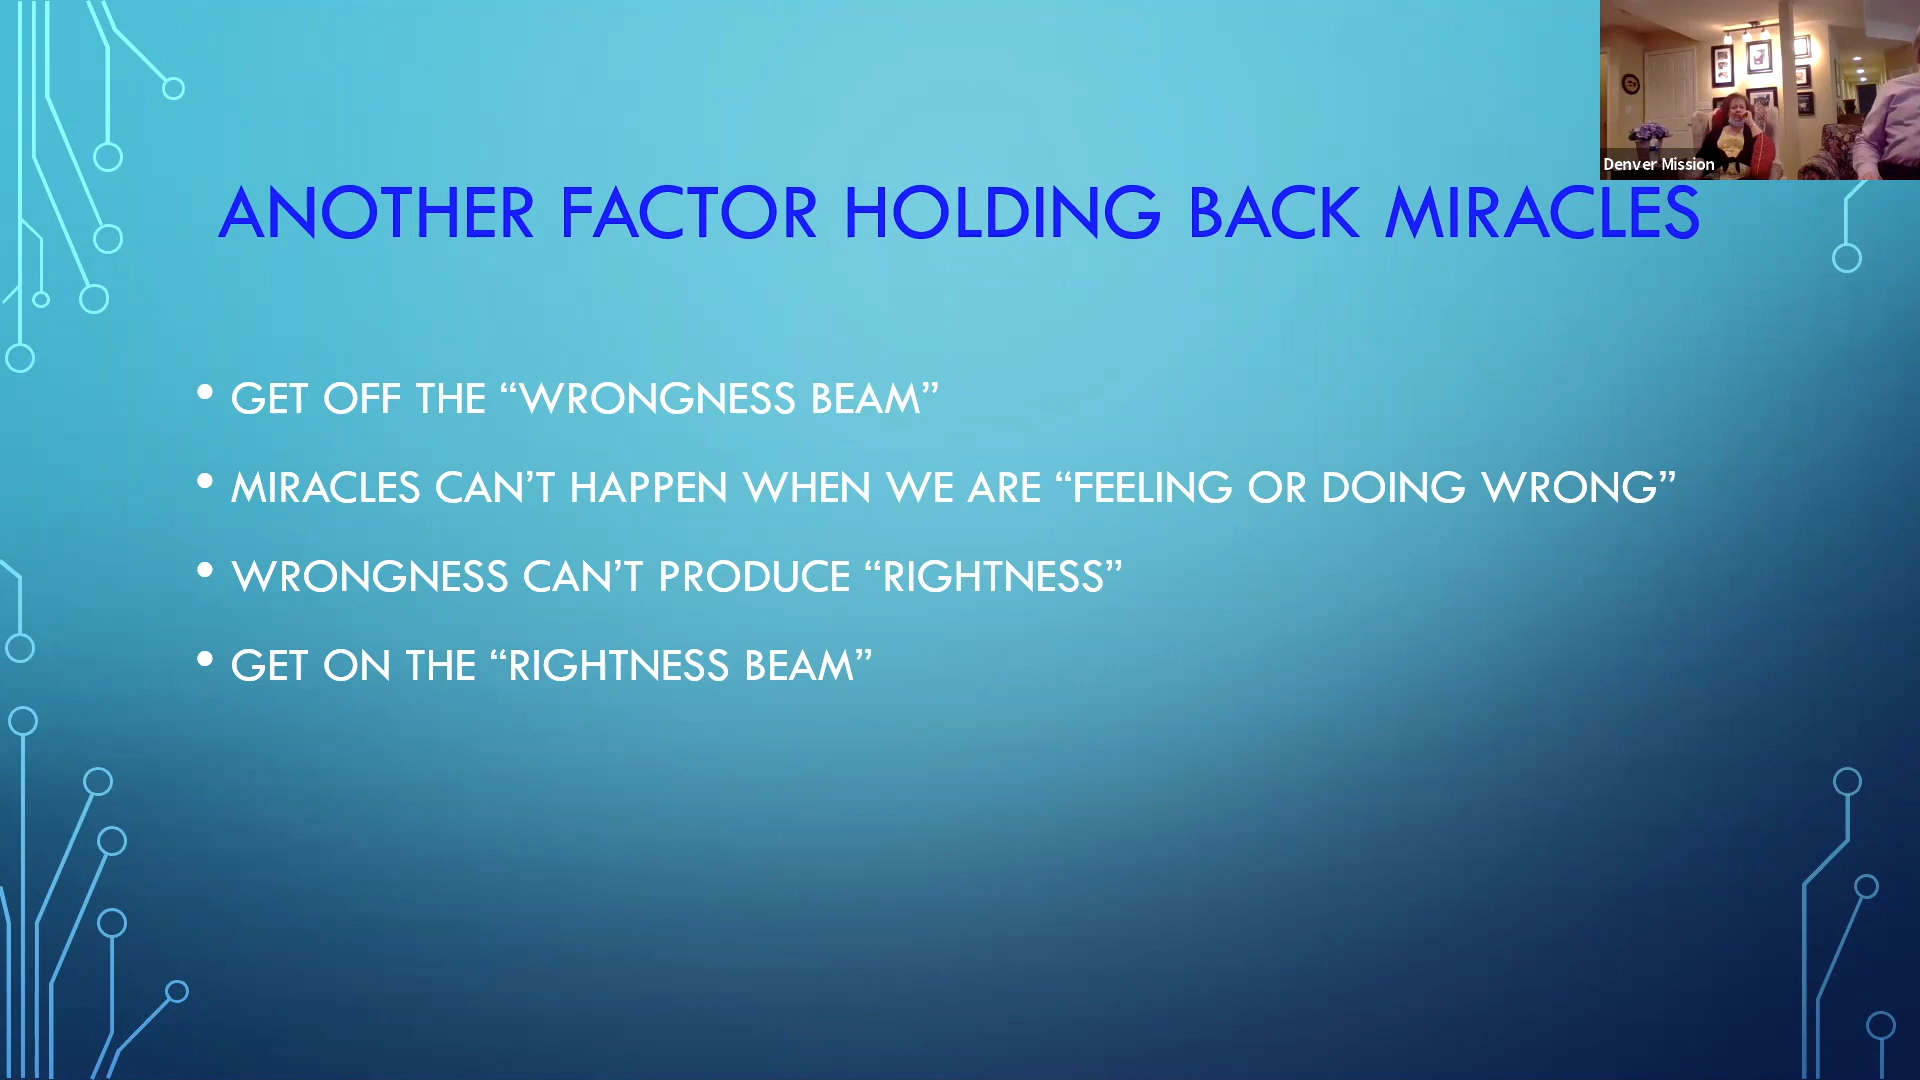 Denver Mission
ANOTHER FACTOR HOLDING BACK MIRACLES
• GET OFF THE “WRONGNESS BEAM”
• MIRACLES CAN’T HAPPEN WHEN WE ARE “FEELING OR DOING WRONG”
• WRONGNESS CAN’T PRODUCE “RIGHTNESS”
• GET ON THE “RIGHTNESS BEAM”